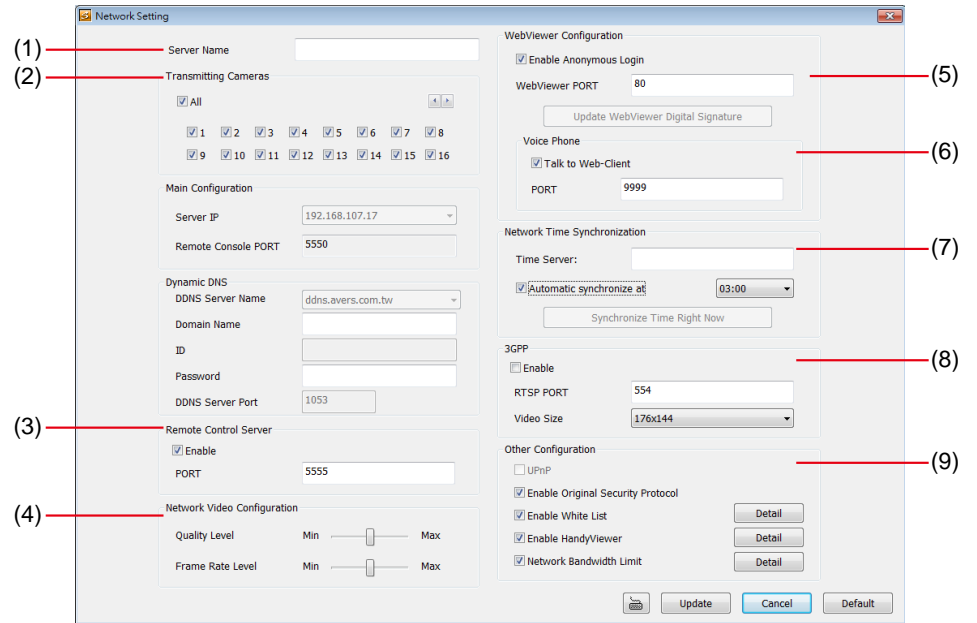 Network Setting
(1)
Server Name
(2)
Transmitting Cameras
All
1 2 3 4 5 6 7 8
9 10 11 12 13 14 15 16
Main Configuration
Server IP 192.168.107.17
Remote Console PORT 5550
Dynamic DNS
DDNS Server Name ddns.avers.com.tw
Domain Name
ID
Password
DDNS Server Port 1053
(3)
Remote Control Server
Enable
PORT 5555
(4)
Network Video Configuration
Quality Level Min Max
Frame Rate Level Min Max
WebViewer Configuration
Enable Anonymous Login
(5)
WebViewer PORT 80
Update WebViewer Digital Signature
Voice Phone
(6)
Talk to Web-Client
PORT 9999
Network Time Synchronization
(7)
Time Server:
Automatic synchronize at 03:00
Synchronize Time Right Now
3GPP
(8)
Enable
RTSP PORT 554
Video Size 176x144
Other Configuration
(9)
UPnP
Enable Original Security Protocol
Enable White List Detail
Enable HandyViewer Detail
Network Bandwidth Limit Detail
Update Cancel Default